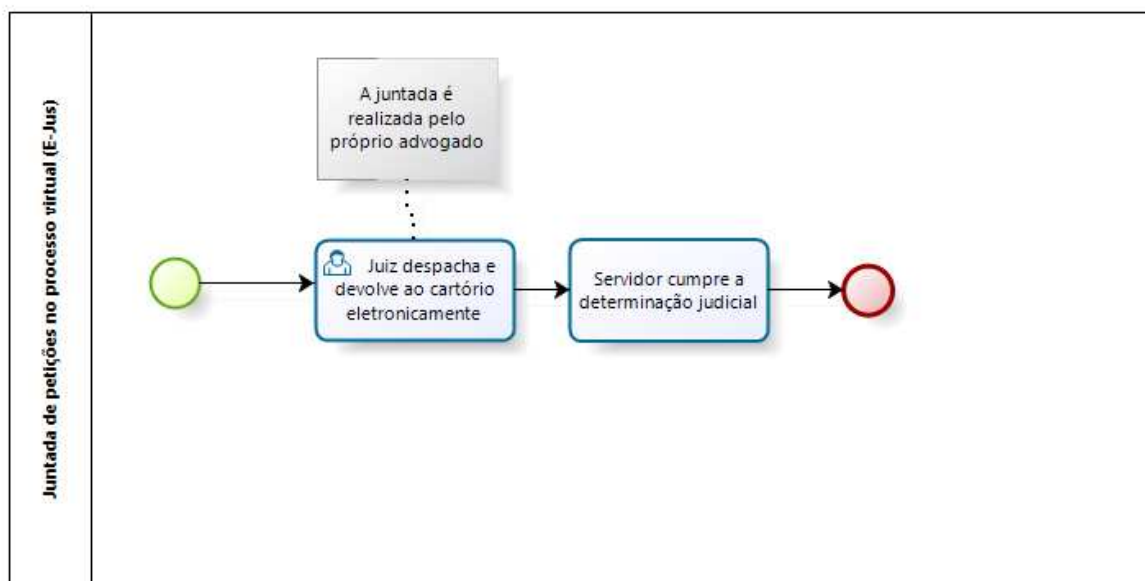 Juntada de petições no processo virtual (E-Jus)
A juntada é
realizada pelo
próprio advogado
Juiz despacha e
devolve ao cartório
eletronicamente
Servidor cumpre a
determinação judicial